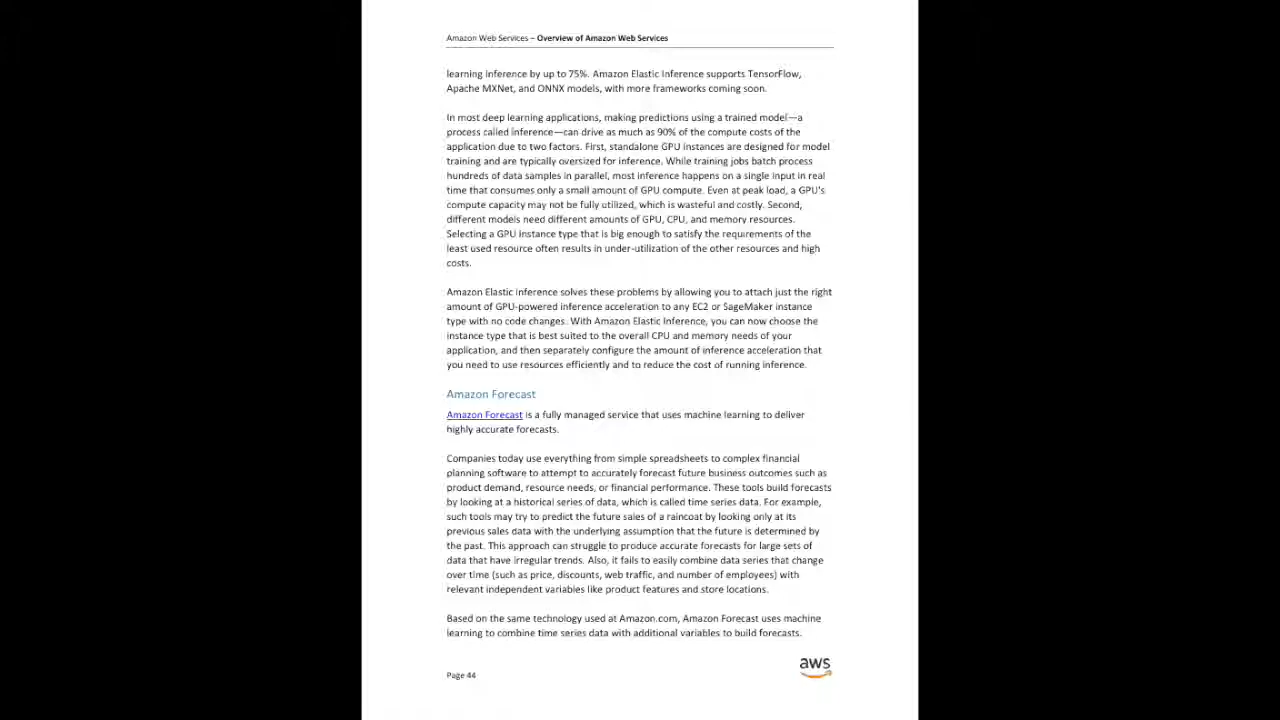 Amazon Web Services – Overview of Amazon Web Services
learning inference by up to 75%. Amazon Elastic Inference supports TensorFlow,
Apache MXNet, and ONNX models, with more frameworks coming soon.
In most deep learning applications, making predictions using a trained model—a
process called inference—can drive as much as 90% of the compute costs of the
application due to two factors. First, standalone GPU instances are designed for model
training and are typically oversized for inference. While training jobs batch process
hundreds of data samples in parallel, most inference happens on a single input in real
time that consumes only a small amount of GPU compute. Even at peak load, a GPU's
compute capacity may not be fully utilized, which is wasteful and costly. Second,
different models need different amounts of GPU, CPU, and memory resources.
Selecting a GPU instance type that is big enough to satisfy the requirements of the
least used resource often results in under-utilization of the other resources and high
costs.
Amazon Elastic Inference solves these problems by allowing you to attach just the right
amount of GPU-powered inference acceleration to any EC2 or SageMaker instance
type with no code changes. With Amazon Elastic Inference, you can now choose the
instance type that is best suited to the overall CPU and memory needs of your
application, and then separately configure the amount of inference acceleration that
you need to use resources efficiently and to reduce the cost of running inference.
Amazon Forecast
Amazon Forecast is a fully managed service that uses machine learning to deliver
highly accurate forecasts.
Companies today use everything from simple spreadsheets to complex financial
planning software to attempt to accurately forecast future business outcomes such as
product demand, resource needs, or financial performance. These tools build forecasts
by looking at a historical series of data, which is called time series data. For example,
such tools may try to predict the future sales of a raincoat by looking only at its
previous sales data with the underlying assumption that the future is determined by
the past. This approach can struggle to produce accurate forecasts for large sets of
data that have irregular trends. Also, it fails to easily combine data series that change
over time (such as price, discounts, web traffic, and number of employees) with
relevant independent variables like product features and store locations.
Based on the same technology used at Amazon.com, Amazon Forecast uses machine
learning to combine time series data with additional variables to build forecasts.
aws
Page 44